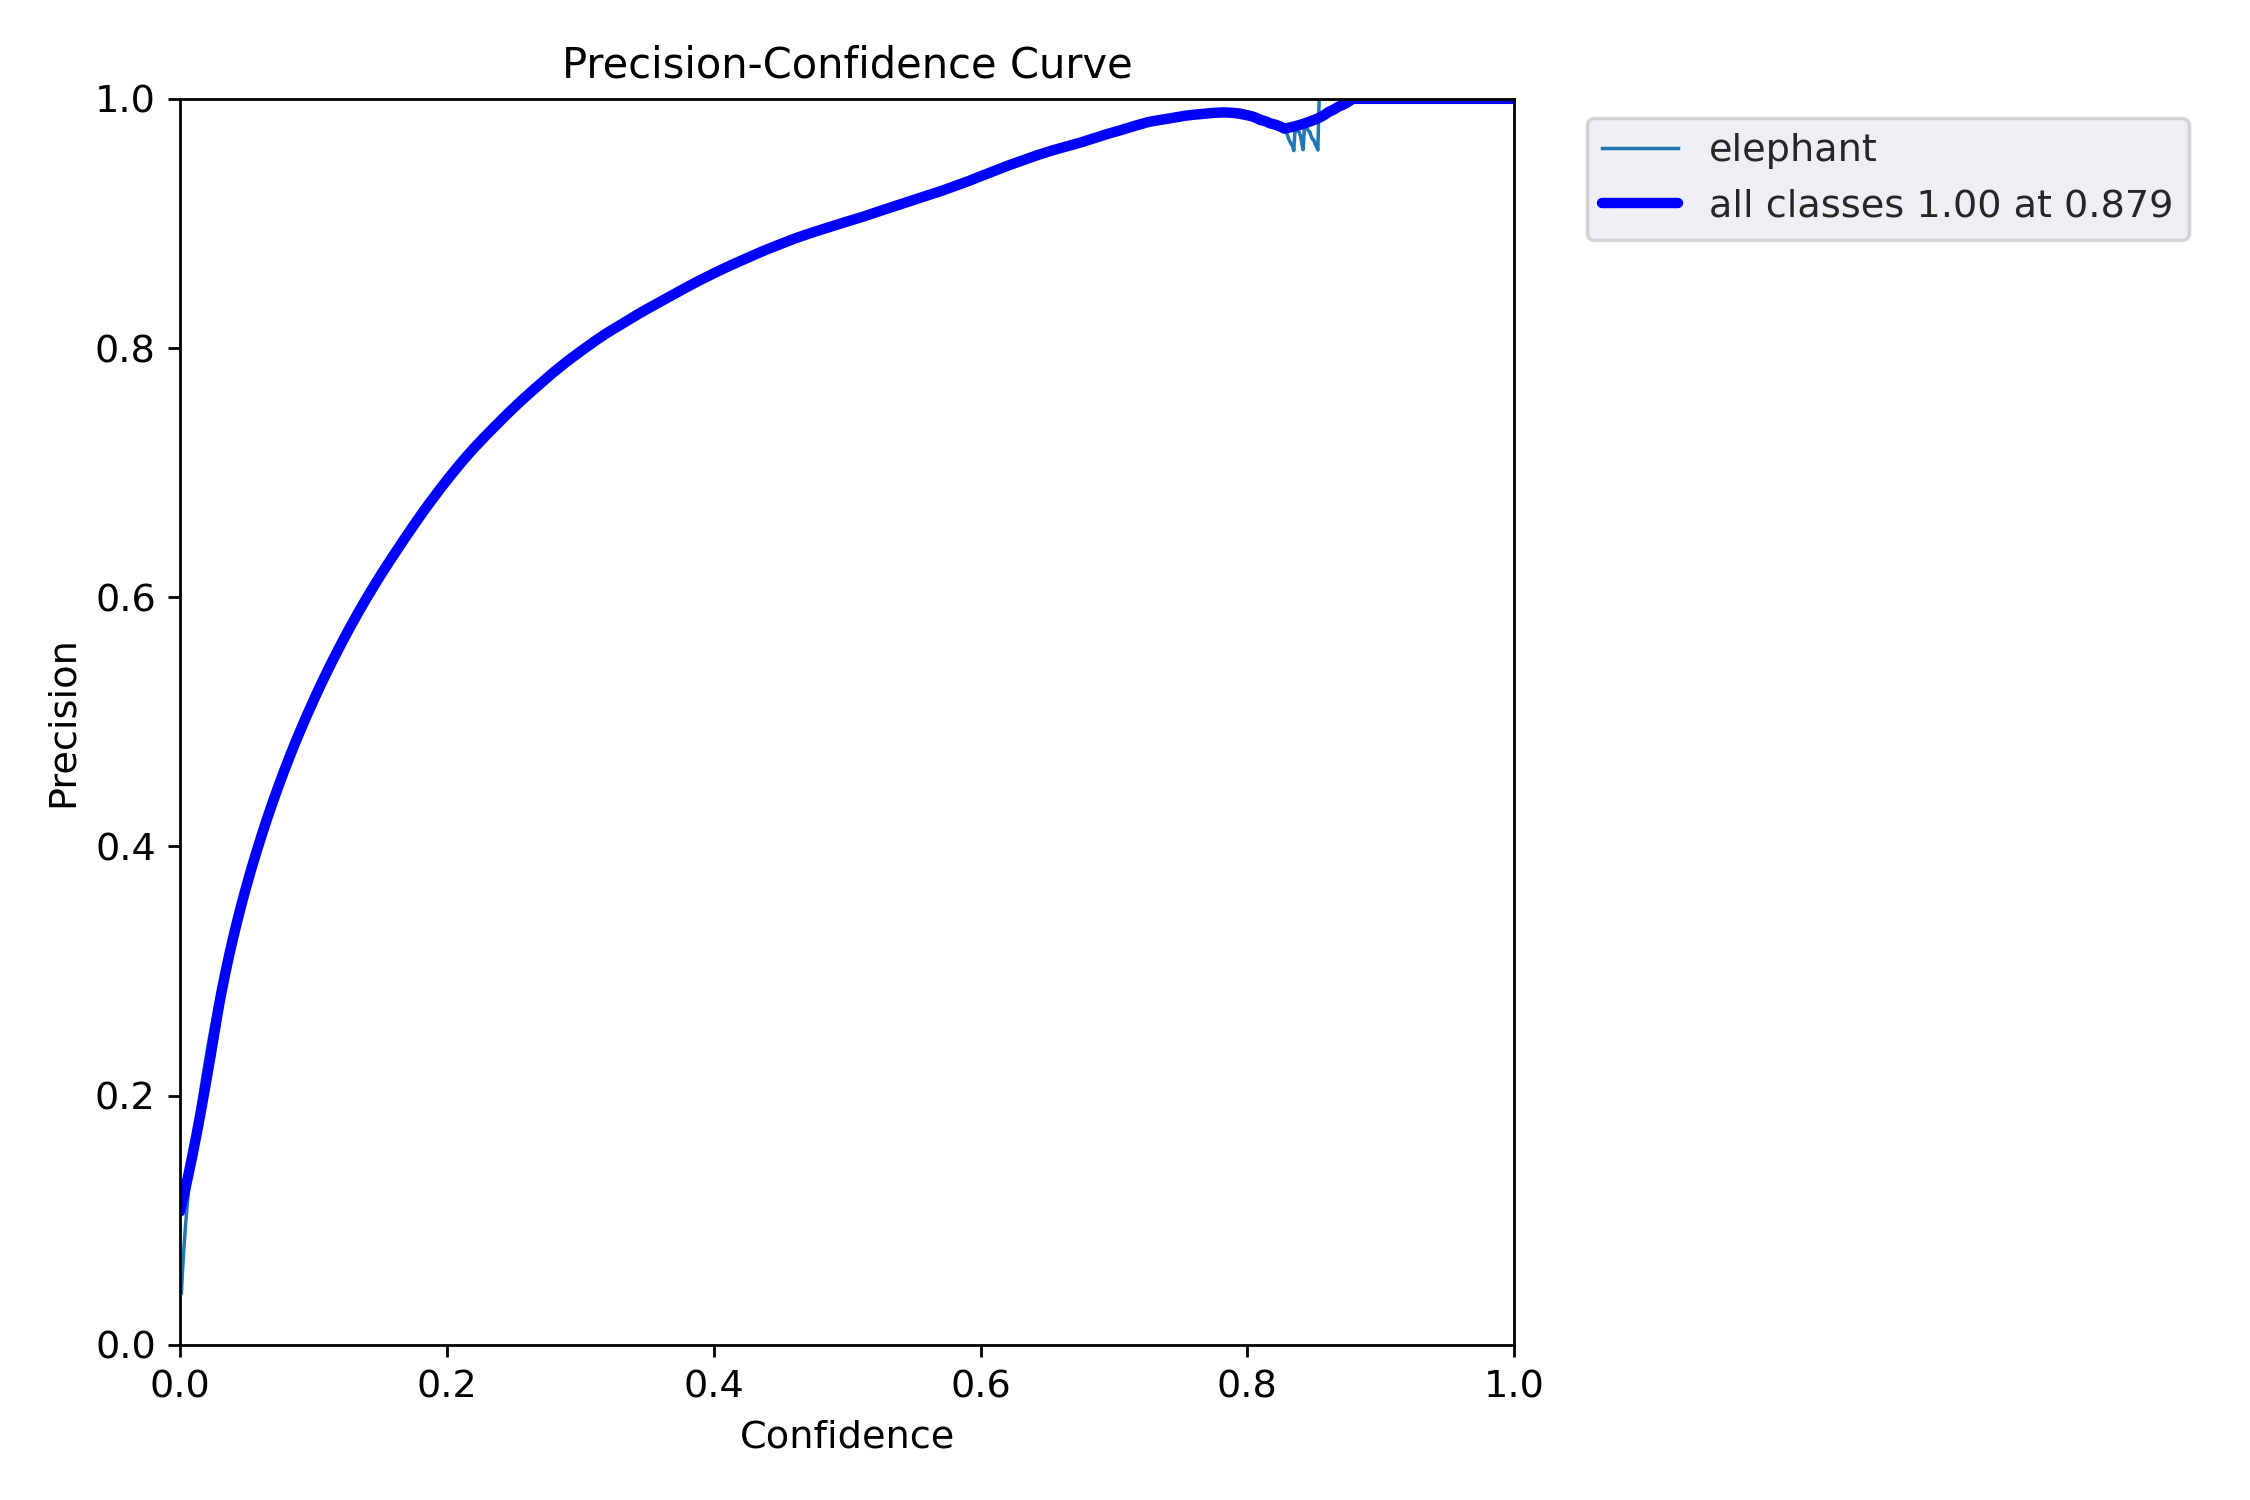 Precision-Confidence Curve
elephant
all classes 1.00 at 0.879
Precision
1.0
0.8
0.6
0.4
0.2
0.0
0.0 0.2 0.4 0.6 0.8 1.0
Confidence